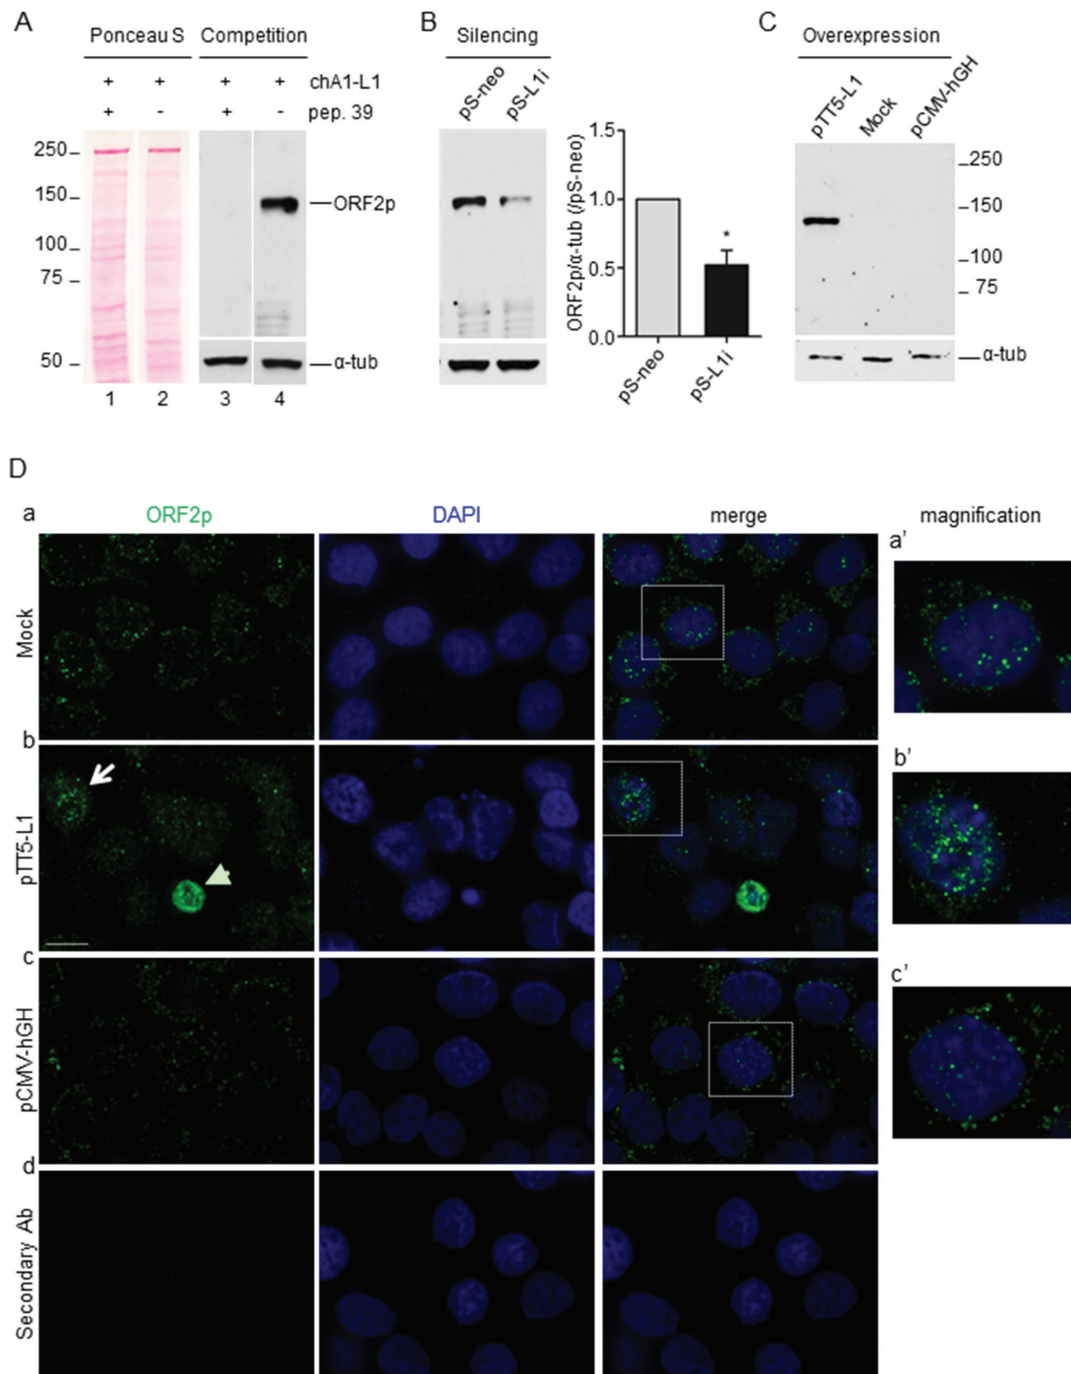 A
Ponceau S Competition
+ + + + chA1-L1
+ - + - pep. 39
250
150
100
75
50
ORF2p
α-tub
1 2 3 4
B
Silencing
pS-neo pS-L1i
ORF2p/α-tub (/pS-neo)
1.5
1.0
0.5
0.0
*
pS-neo pS-L1i
C
Overexpression
pTT5-L1 Mock pCMV-hGH
250
150
100
75
α-tub
D
ORF2p DAPI merge magnification
a
Mock
a'
b
pTT5-L1
b'
c
pCMV-hGH
c'
d
Secondary Ab